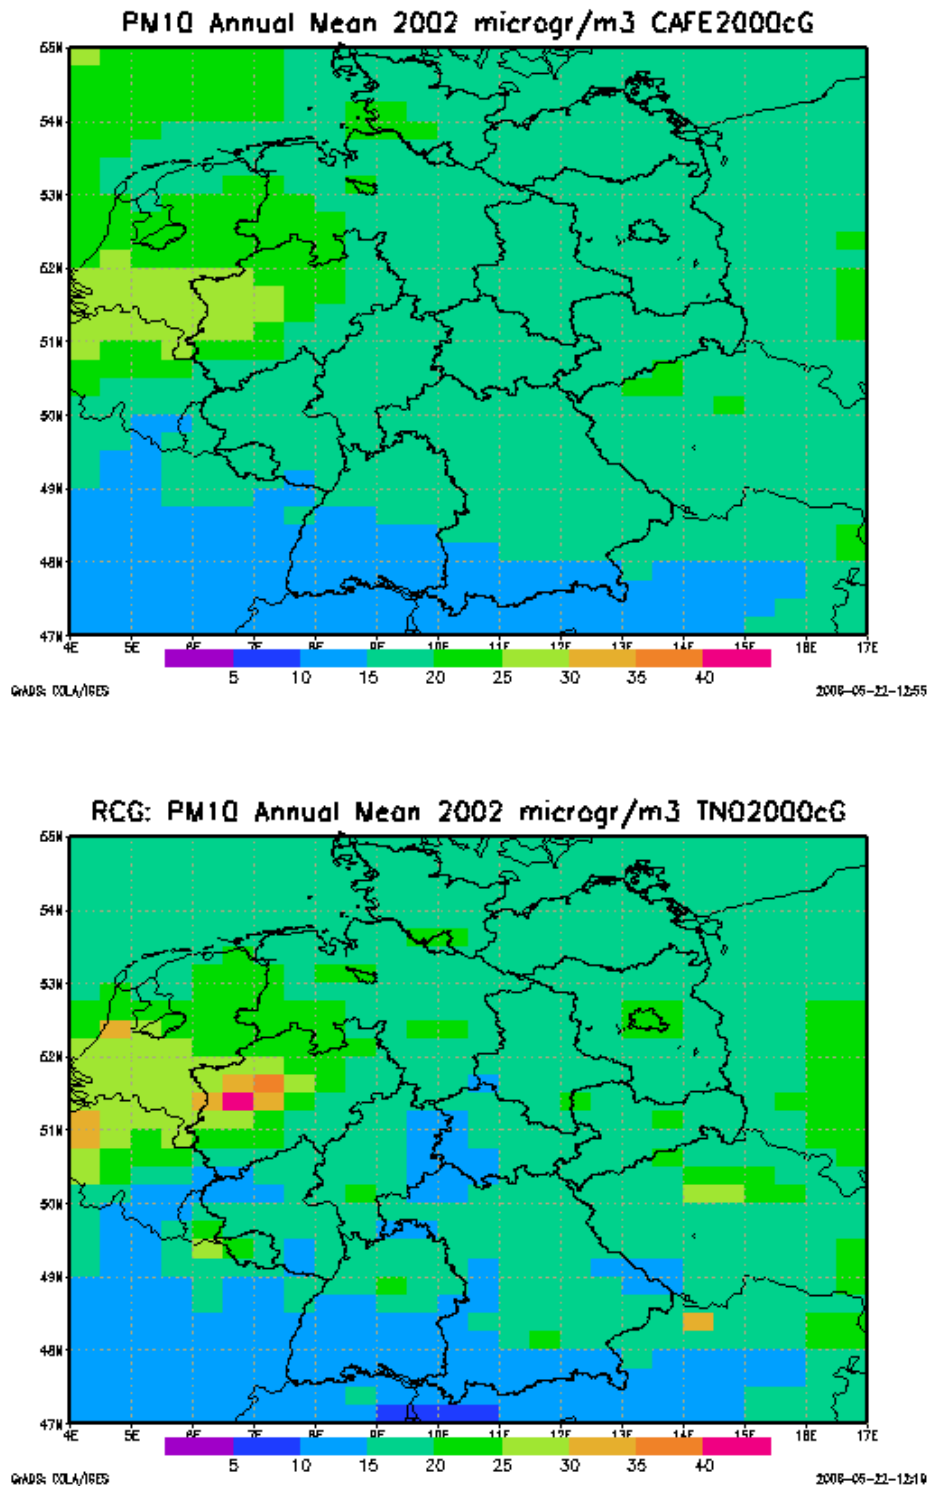 PM10 Annual Mean 2002 microgr/m3 CAFE2000cG
55N
54N
53N
52N
51N
50N
49N
48N
47N
4E 5E 6E 7E 8E 9E 10E 11E 12E 13E 14E 15E 16E 17E
5 10 15 20 25 30 35 40
GrADS: COLA/IGES 2006-05-22-12:55
RCG: PM10 Annual Mean 2002 microgr/m3 TNO2000cG
55N
54N
53N
52N
51N
50N
49N
48N
47N
4E 5E 6E 7E 8E 9E 10E 11E 12E 13E 14E 15E 16E 17E
5 10 15 20 25 30 35 40
GrADS: COLA/IGES 2006-05-22-12:19